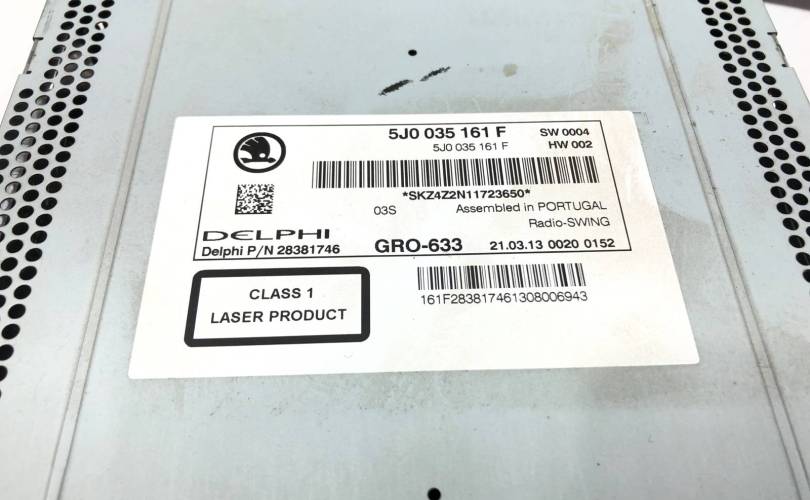 5J0 035 161 F SW 0004
5J0 035 161 F HW 002
*SKZ4Z2N11723650*
03S Assembled in PORTUGAL
Radio-SWING
DELPHI
Delphi P/N 28381746 GRO-633 21.03.13 0020 0152
CLASS 1
LASER PRODUCT
161F283817461308006943